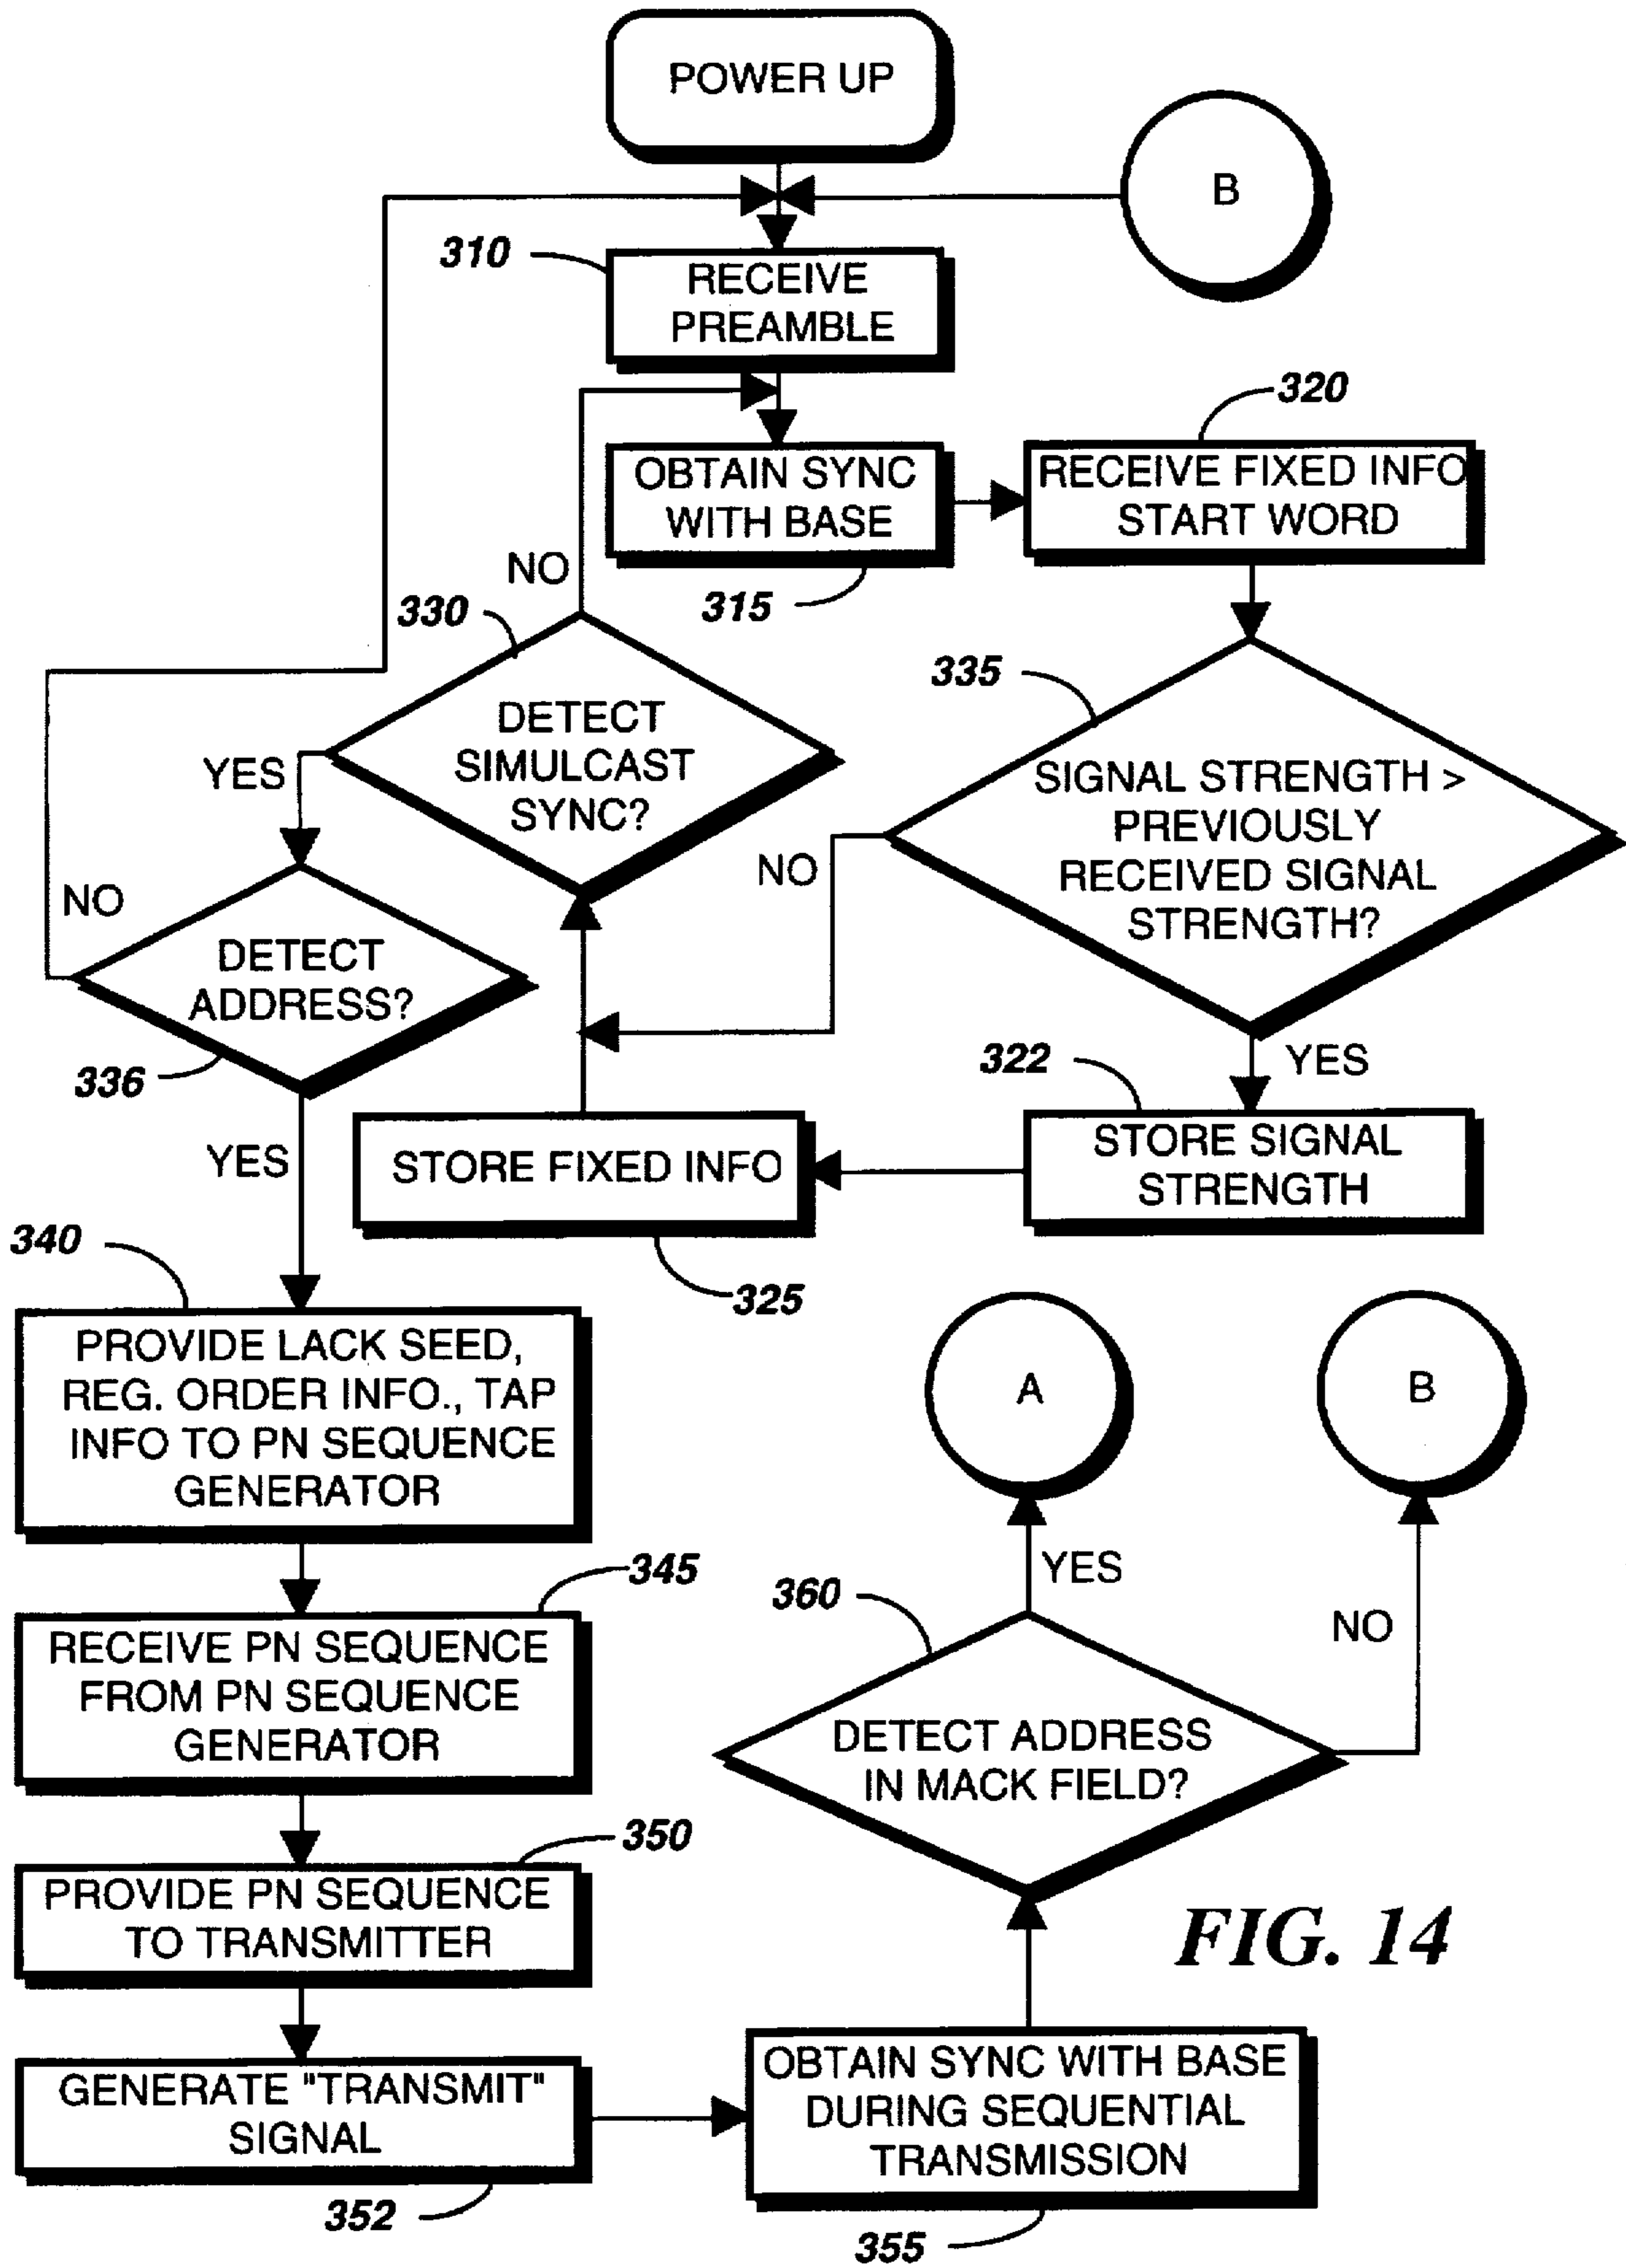 POWER UP
B
310
RECEIVE
PREAMBLE
320
OBTAIN SYNC
WITH BASE
RECEIVE FIXED INFO
START WORD
NO
315
330
335
DETECT
SIMULCAST
SYNC?
YES
SIGNAL STRENGTH >
PREVIOUSLY
RECEIVED SIGNAL
STRENGTH?
NO
NO
DETECT
ADDRESS?
336
YES
322
YES
STORE FIXED INFO
STORE SIGNAL
STRENGTH
340
325
PROVIDE LACK SEED,
REG. ORDER INFO., TAP
INFO TO PN SEQUENCE
GENERATOR
A
B
345
YES
360
NO
RECEIVE PN SEQUENCE
FROM PN SEQUENCE
GENERATOR
DETECT ADDRESS
IN MACK FIELD?
350
PROVIDE PN SEQUENCE
TO TRANSMITTER
FIG. 14
GENERATE "TRANSMIT"
SIGNAL
OBTAIN SYNC WITH BASE
DURING SEQUENTIAL
TRANSMISSION
352
355